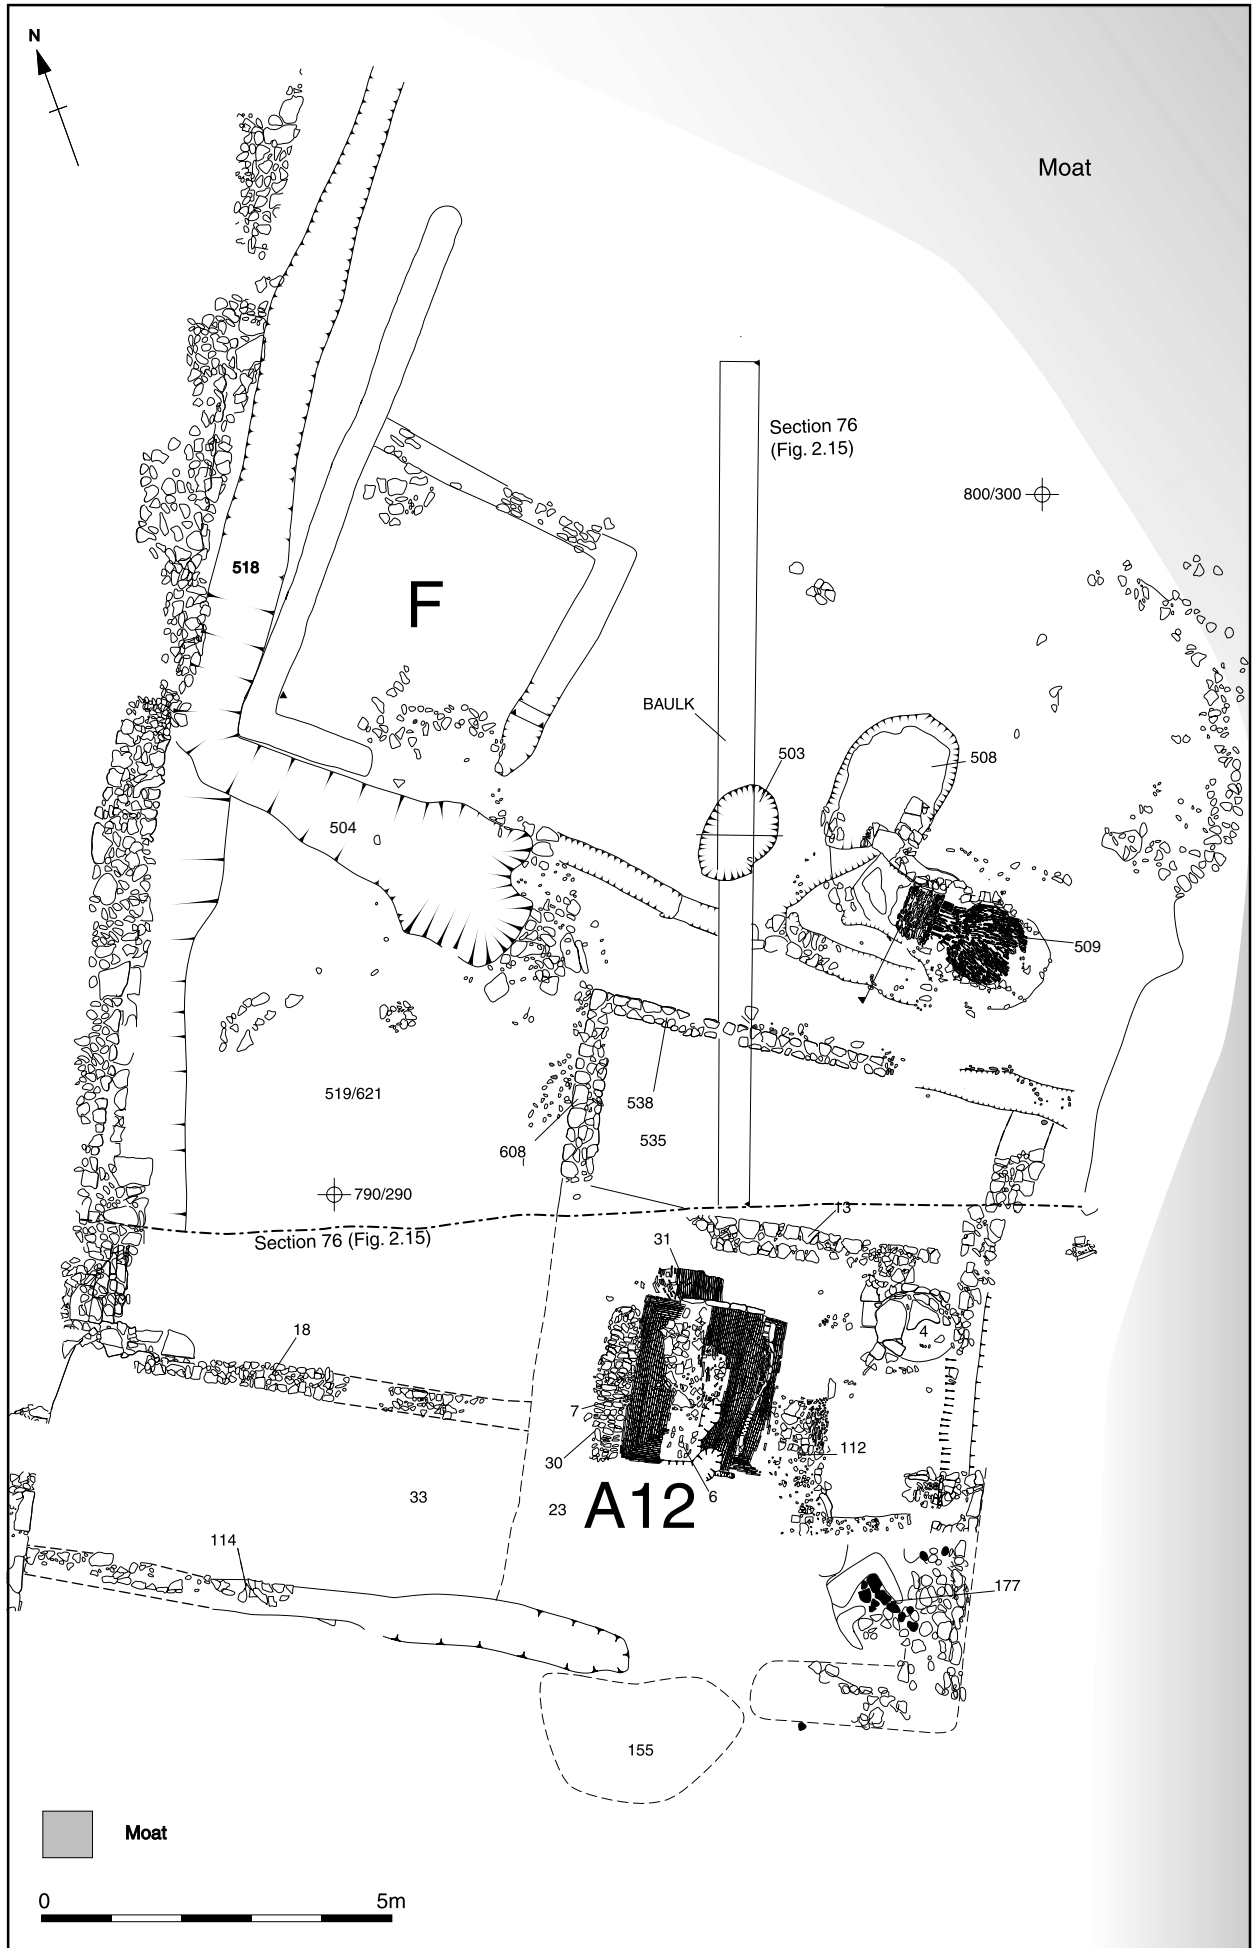 N
Moat
Section 76
(Fig. 2.15)
800/300
518
F
BAULK
503
508
504
509
519/621
538
535
608
790/290
13
Section 76 (Fig. 2.15)
31
18
4
7
112
30
6
33
23
A12
114
177
155
Moat
0
5m